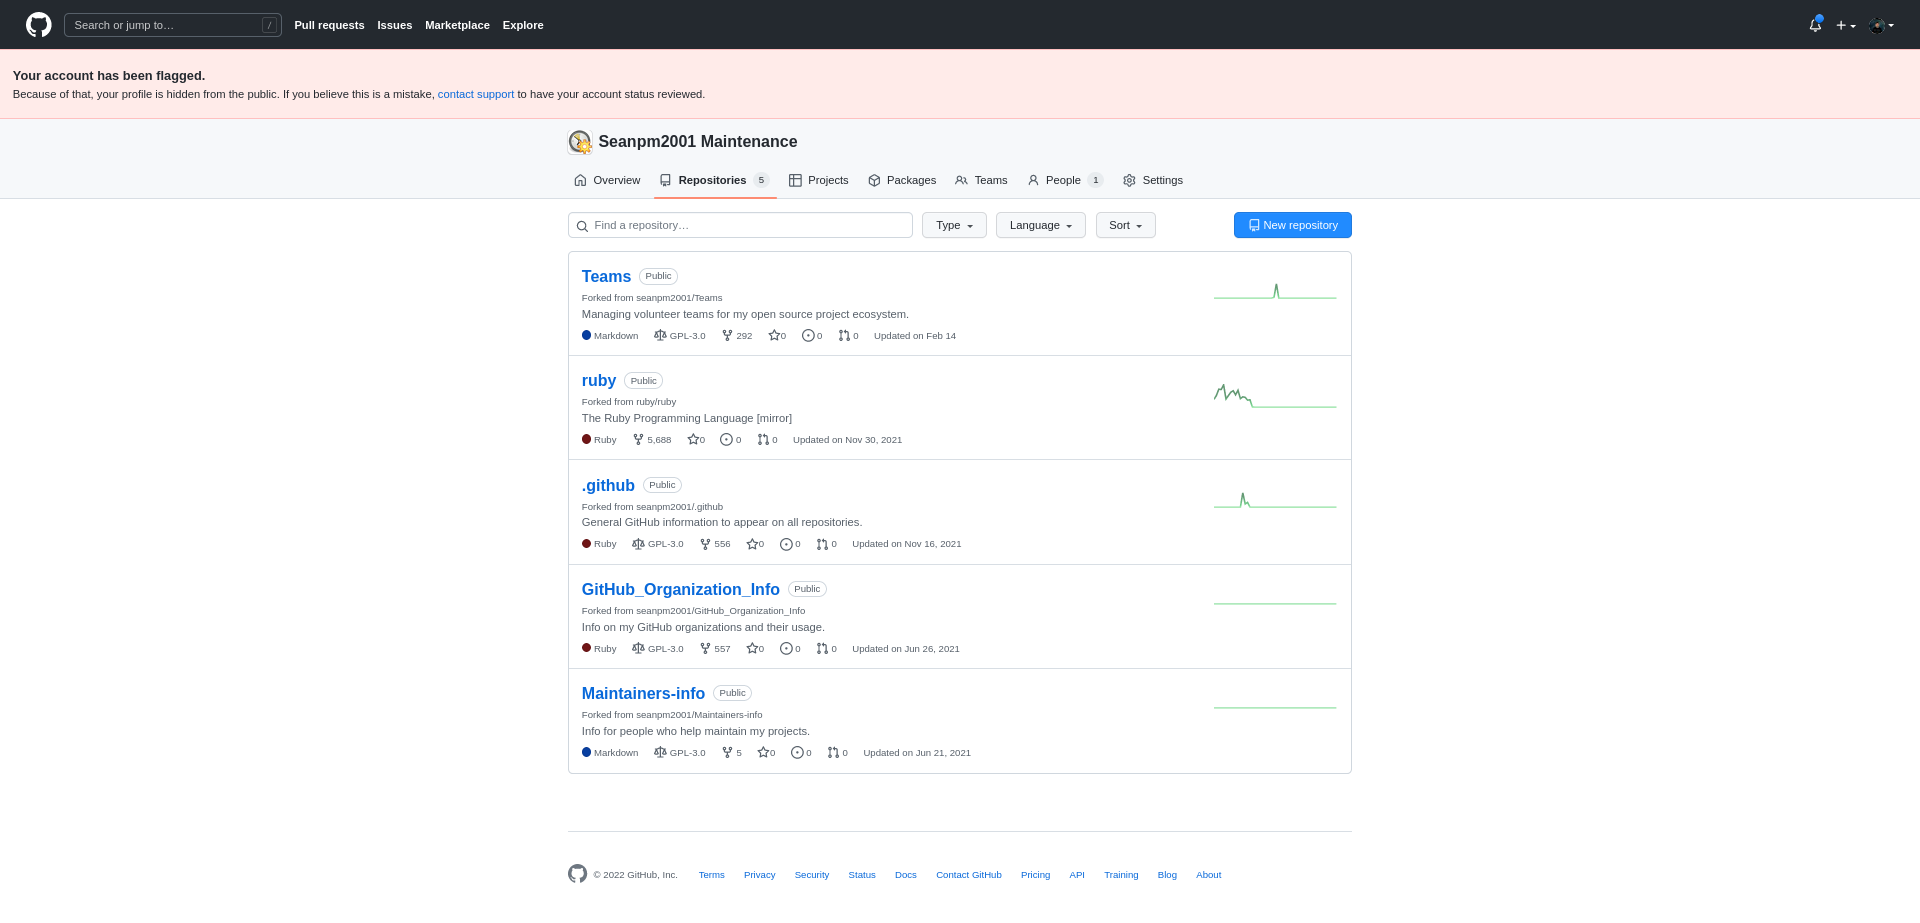 Search or jump to… /
Pull requests Issues Marketplace Explore
Your account has been flagged.
Because of that, your profile is hidden from the public. If you believe this is a mistake, contact support to have your account status reviewed.
Seanpm2001 Maintenance
Overview Repositories 5 Projects Packages Teams People 1 Settings
Find a repository… Type Language Sort New repository
Teams Public
Forked from seanpm2001/Teams
Managing volunteer teams for my open source project ecosystem.
Markdown GPL-3.0 292 0 0 0 Updated on Feb 14
ruby Public
Forked from ruby/ruby
The Ruby Programming Language [mirror]
Ruby 5,688 0 0 0 Updated on Nov 30, 2021
.github Public
Forked from seanpm2001/.github
General GitHub information to appear on all repositories.
Ruby GPL-3.0 556 0 0 0 Updated on Nov 16, 2021
GitHub_Organization_Info Public
Forked from seanpm2001/GitHub_Organization_Info
Info on my GitHub organizations and their usage.
Ruby GPL-3.0 557 0 0 0 Updated on Jun 26, 2021
Maintainers-info Public
Forked from seanpm2001/Maintainers-info
Info for people who help maintain my projects.
Markdown GPL-3.0 5 0 0 0 Updated on Jun 21, 2021
© 2022 GitHub, Inc. Terms Privacy Security Status Docs Contact GitHub Pricing API Training Blog About